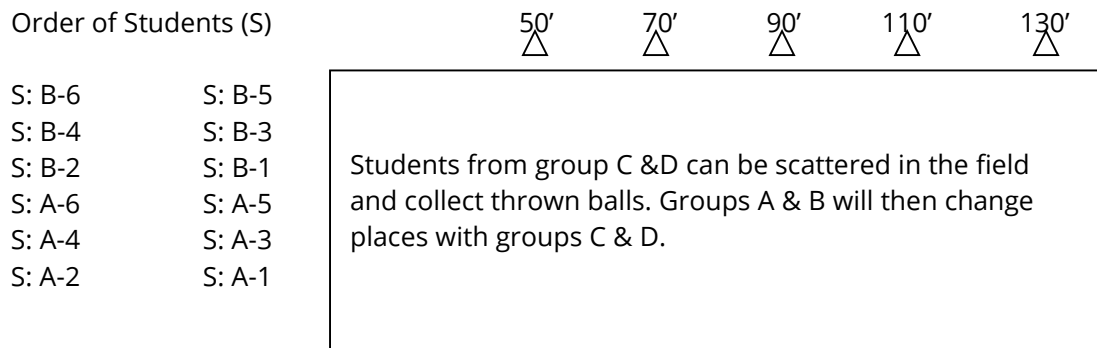 Order of Students (S) 50’ 70’ 90’ 110’ 130’
S: B-6 S: B-5
S: B-4 S: B-3
S: B-2 S: B-1
S: A-6 S: A-5
S: A-4 S: A-3
S: A-2 S: A-1
Students from group C &D can be scattered in the field
and collect thrown balls. Groups A & B will then change
places with groups C & D.